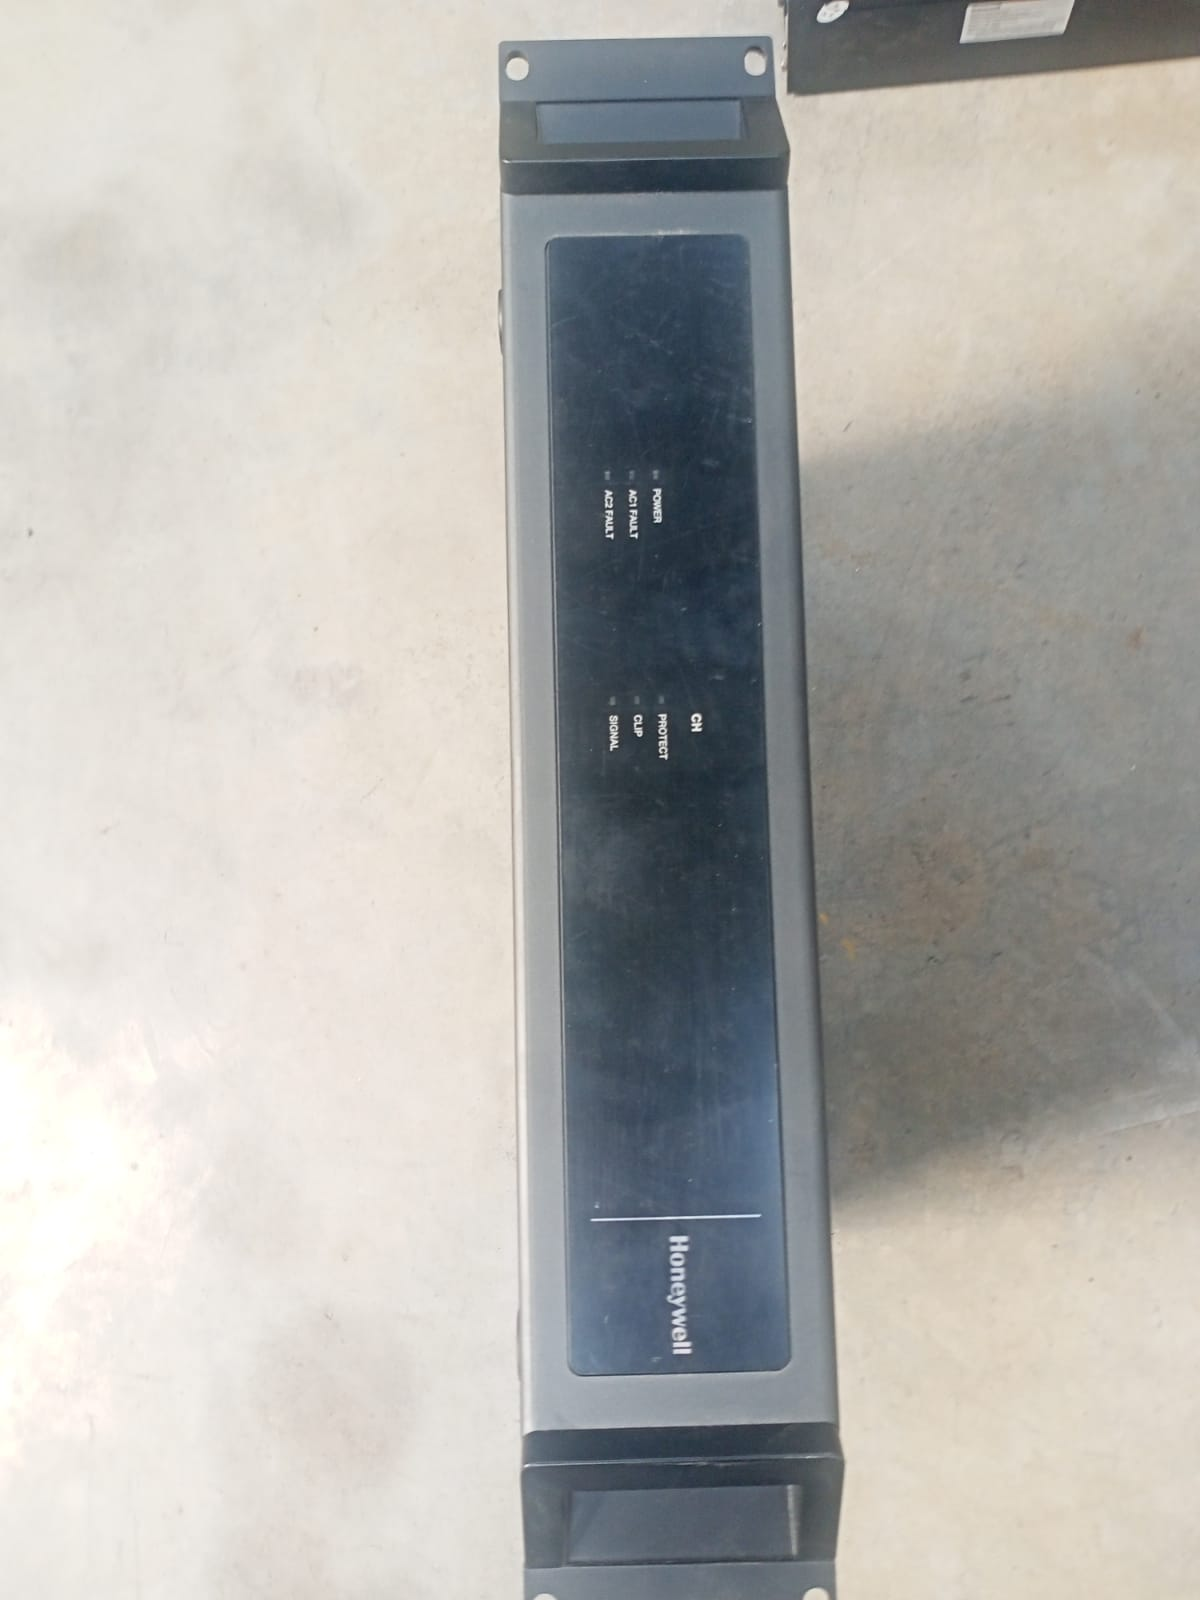 POWER
AC1 FAULT
AC2 FAULT
CH
PROTECT
CLIP
SIGNAL
Honeywell